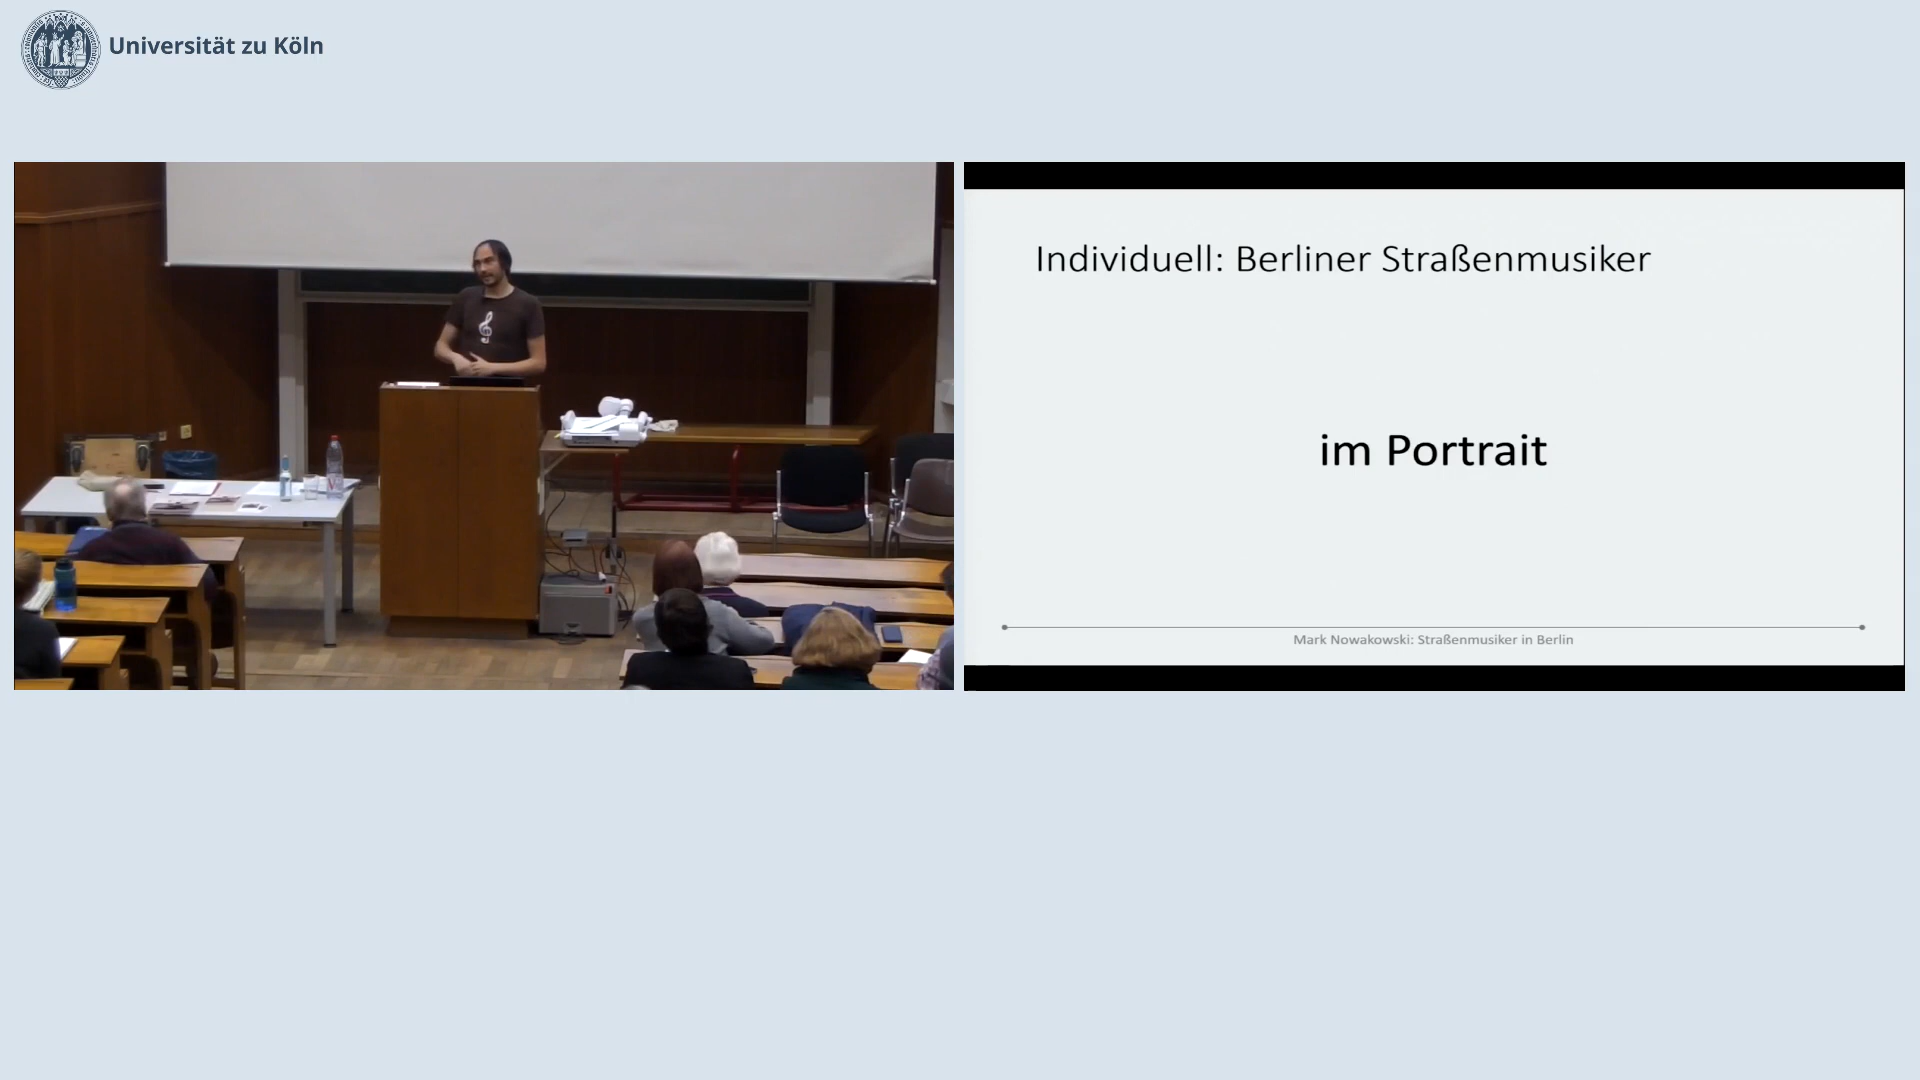 Universität zu Köln
Individuell: Berliner Straßenmusiker
im Portrait
Mark Nowakowski: Straßenmusiker in Berlin